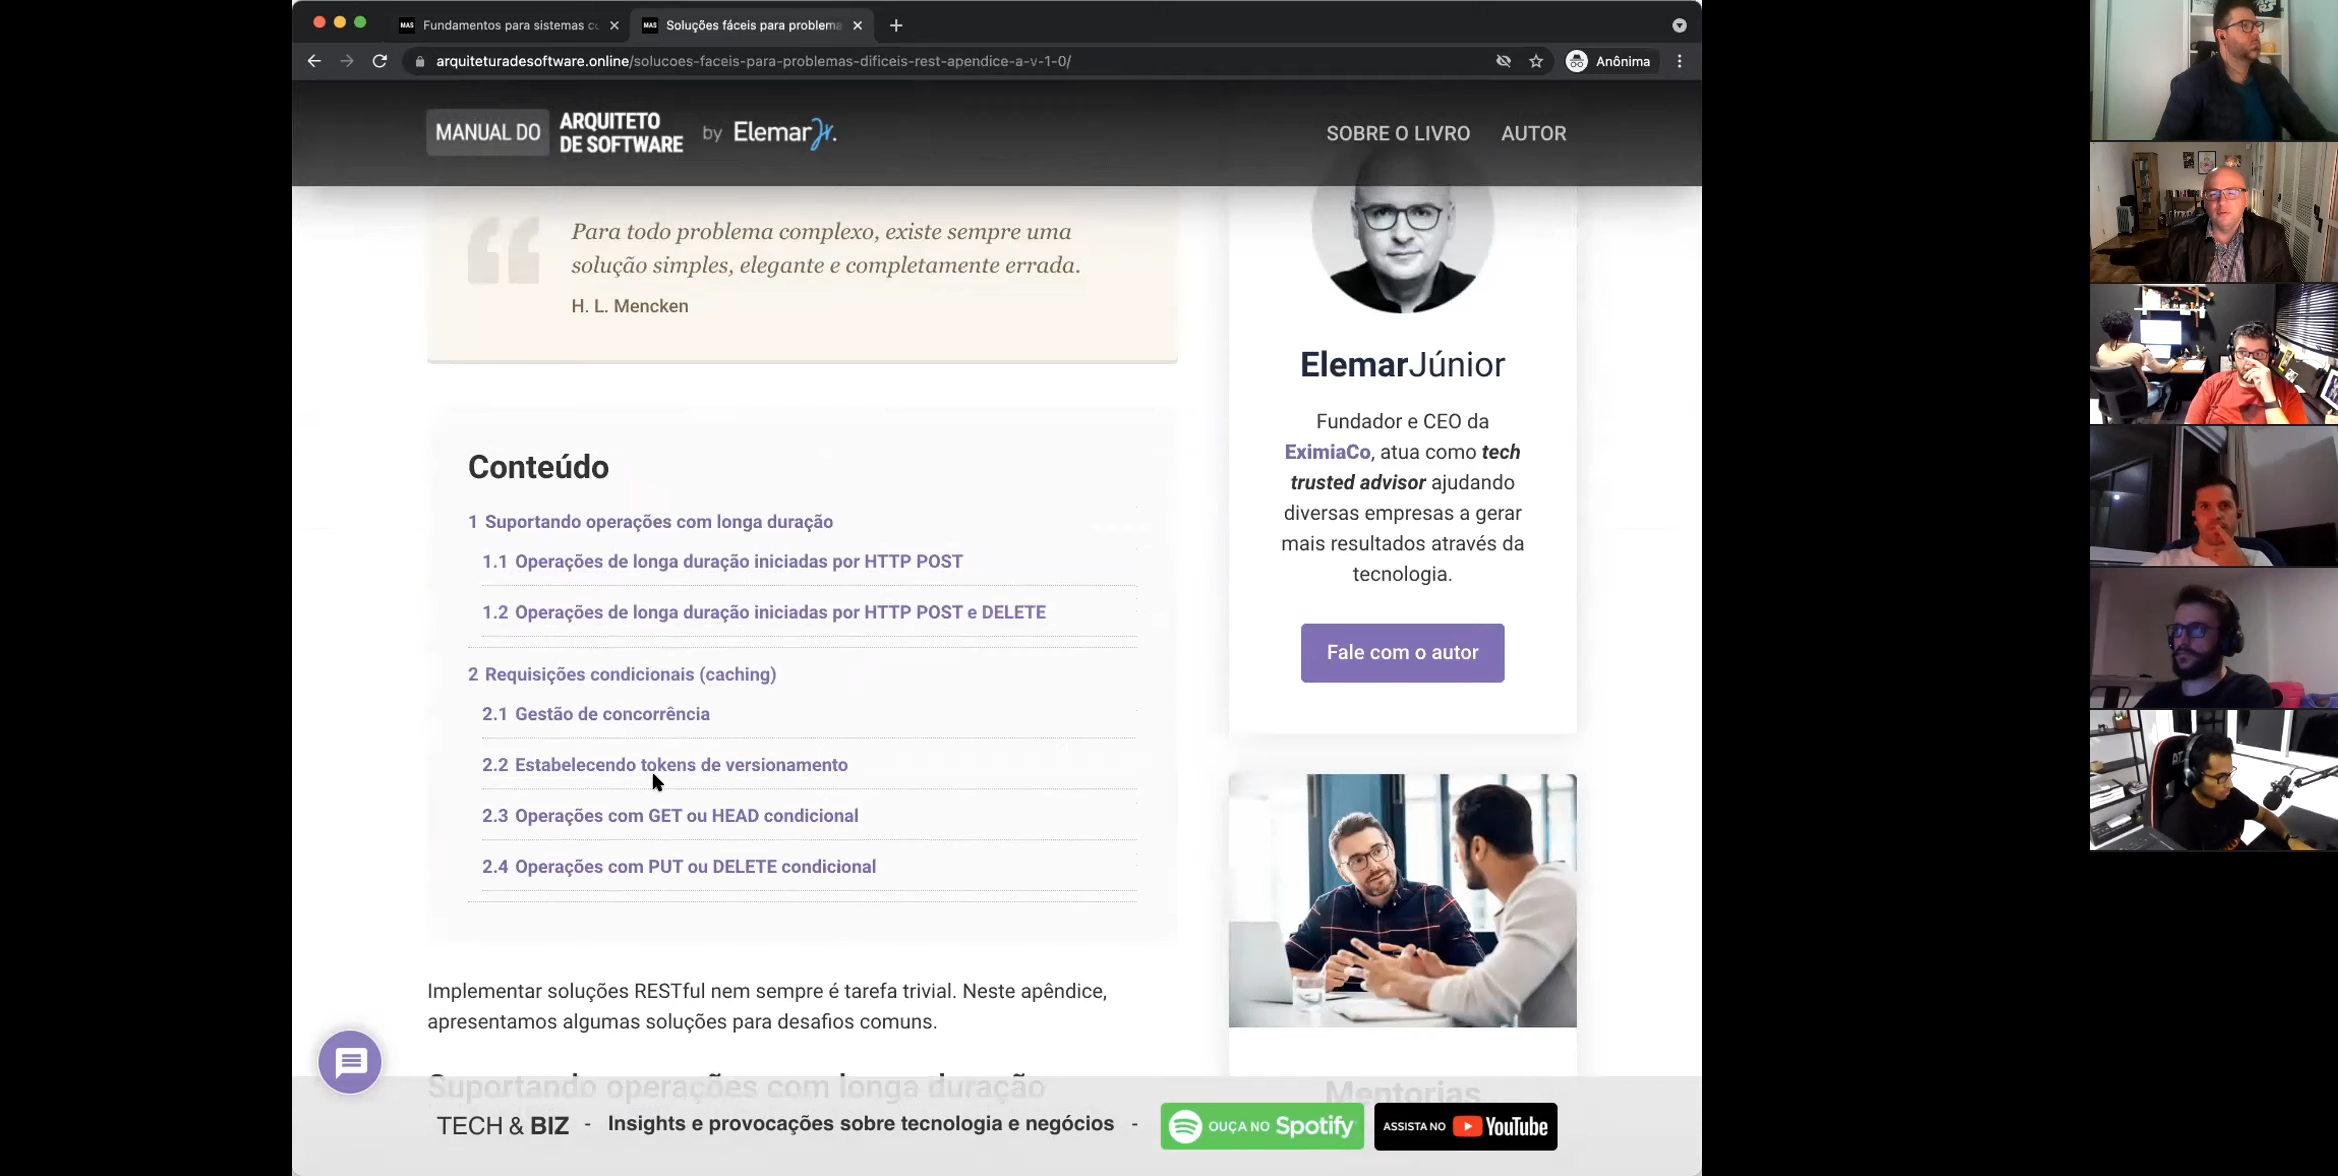 Fundamentos para sistemas c
Soluções fáceis para problema
arquiteturadesoftware.online/solucoes-faceis-para-problemas-dificeis-rest-apendice-a-v-1-0/
Anônima
MANUAL DO ARQUITETO DE SOFTWARE by ElemarJr.
SOBRE O LIVRO
AUTOR
Para todo problema complexo, existe sempre uma
solução simples, elegante e completamente errada.
H. L. Mencken
Conteúdo
1 Suportando operações com longa duração
1.1 Operações de longa duração iniciadas por HTTP POST
1.2 Operações de longa duração iniciadas por HTTP POST e DELETE
2 Requisições condicionais (caching)
2.1 Gestão de concorrência
2.2 Estabelecendo tokens de versionamento
2.3 Operações com GET ou HEAD condicional
2.4 Operações com PUT ou DELETE condicional
Implementar soluções RESTful nem sempre é tarefa trivial. Neste apêndice,
apresentamos algumas soluções para desafios comuns.
Suportando operações com longa duração
ElemarJúnior
Fundador e CEO da
EximiaCo, atua como tech
trusted advisor ajudando
diversas empresas a gerar
mais resultados através da
tecnologia.
Fale com o autor
Mentorias
TECH & BIZ - Insights e provocações sobre tecnologia e negócios -
OUÇA NO Spotify
ASSISTA NO YouTube